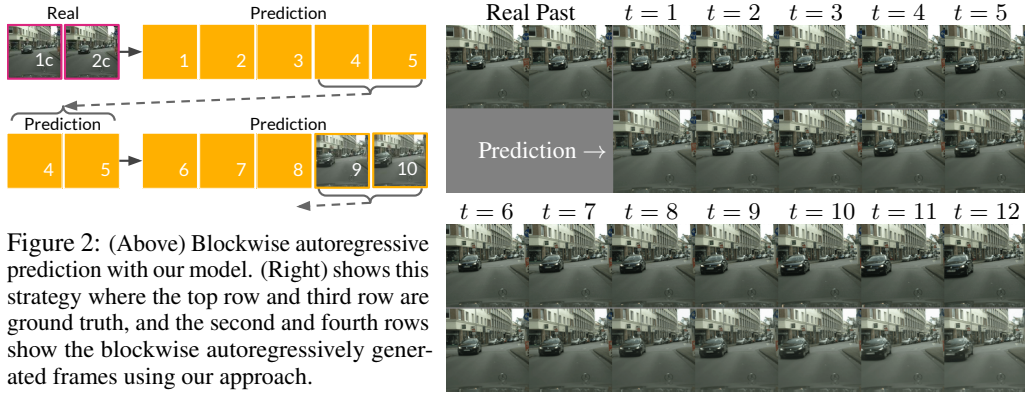 Real Prediction
1c 2c 1 2 3 4 5
Prediction Prediction
4 5 6 7 8 9 10
Figure 2: (Above) Blockwise autoregressive
prediction with our model. (Right) shows this
strategy where the top row and third row are
ground truth, and the second and fourth rows
show the blockwise autoregressively gener-
ated frames using our approach.
Real Past t = 1 t = 2 t = 3 t = 4 t = 5
Prediction →
t = 6 t = 7 t = 8 t = 9 t = 10 t = 11 t = 12